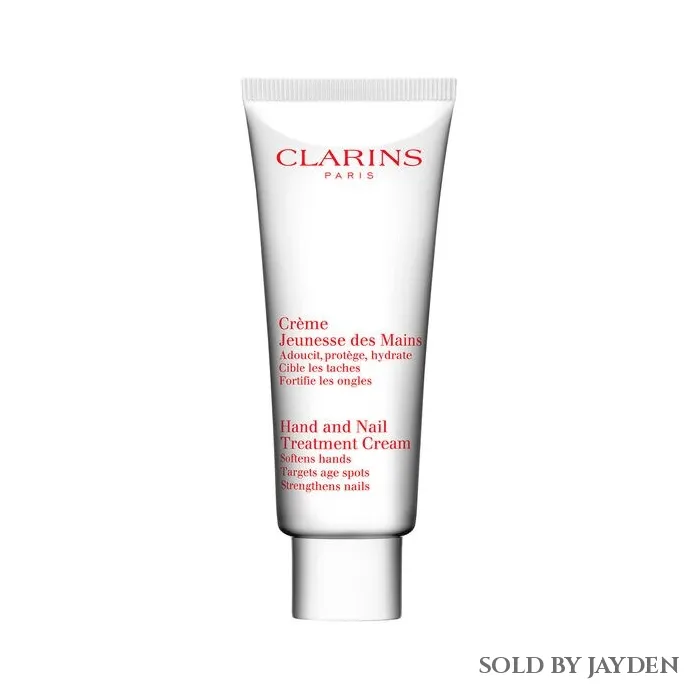 CLARINS
PARIS
Crème
Jeunesse des Mains
Adoucit, protège, hydrate
Cible les taches
Fortifie les ongles
Hand and Nail
Treatment Cream
Softens hands
Targets age spots
Strengthens nails
SOLD BY JAYDEN